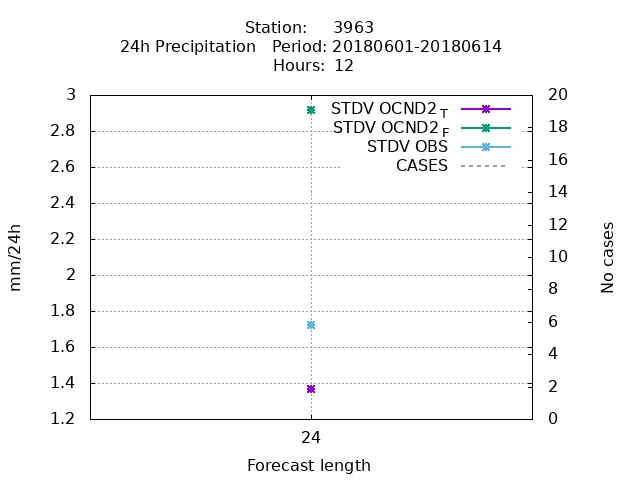 Station: 3963
24h Precipitation Period: 20180601-20180614
Hours: 12
3
2.8
2.6
2.4
2.2
2
1.8
1.6
1.4
1.2
mm/24h
STDV OCND2 T
STDV OCND2 F
STDV OBS
CASES
20
18
16
14
12
10
8
6
4
2
0
No cases
24
Forecast length